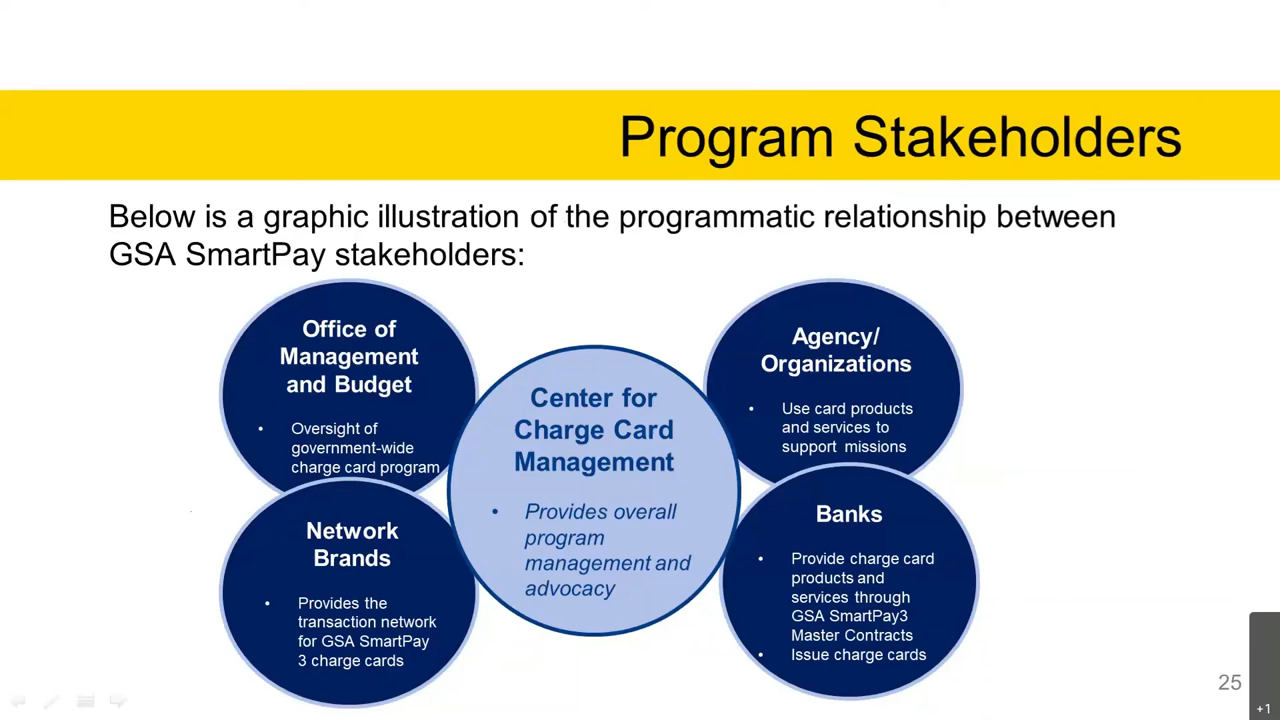 Program Stakeholders
Below is a graphic illustration of the programmatic relationship between
GSA SmartPay stakeholders:
Office of
Management
and Budget
• Oversight of
government-wide
charge card program
Agency/
Organizations
• Use card products
and services to
support missions
Center for
Charge Card
Management
• Provides overall
program
management and
advocacy
Network
Brands
• Provides the
transaction network
for GSA SmartPay
3 charge cards
Banks
• Provide charge card
products and
services through
GSA SmartPay3
Master Contracts
• Issue charge cards
25
+1